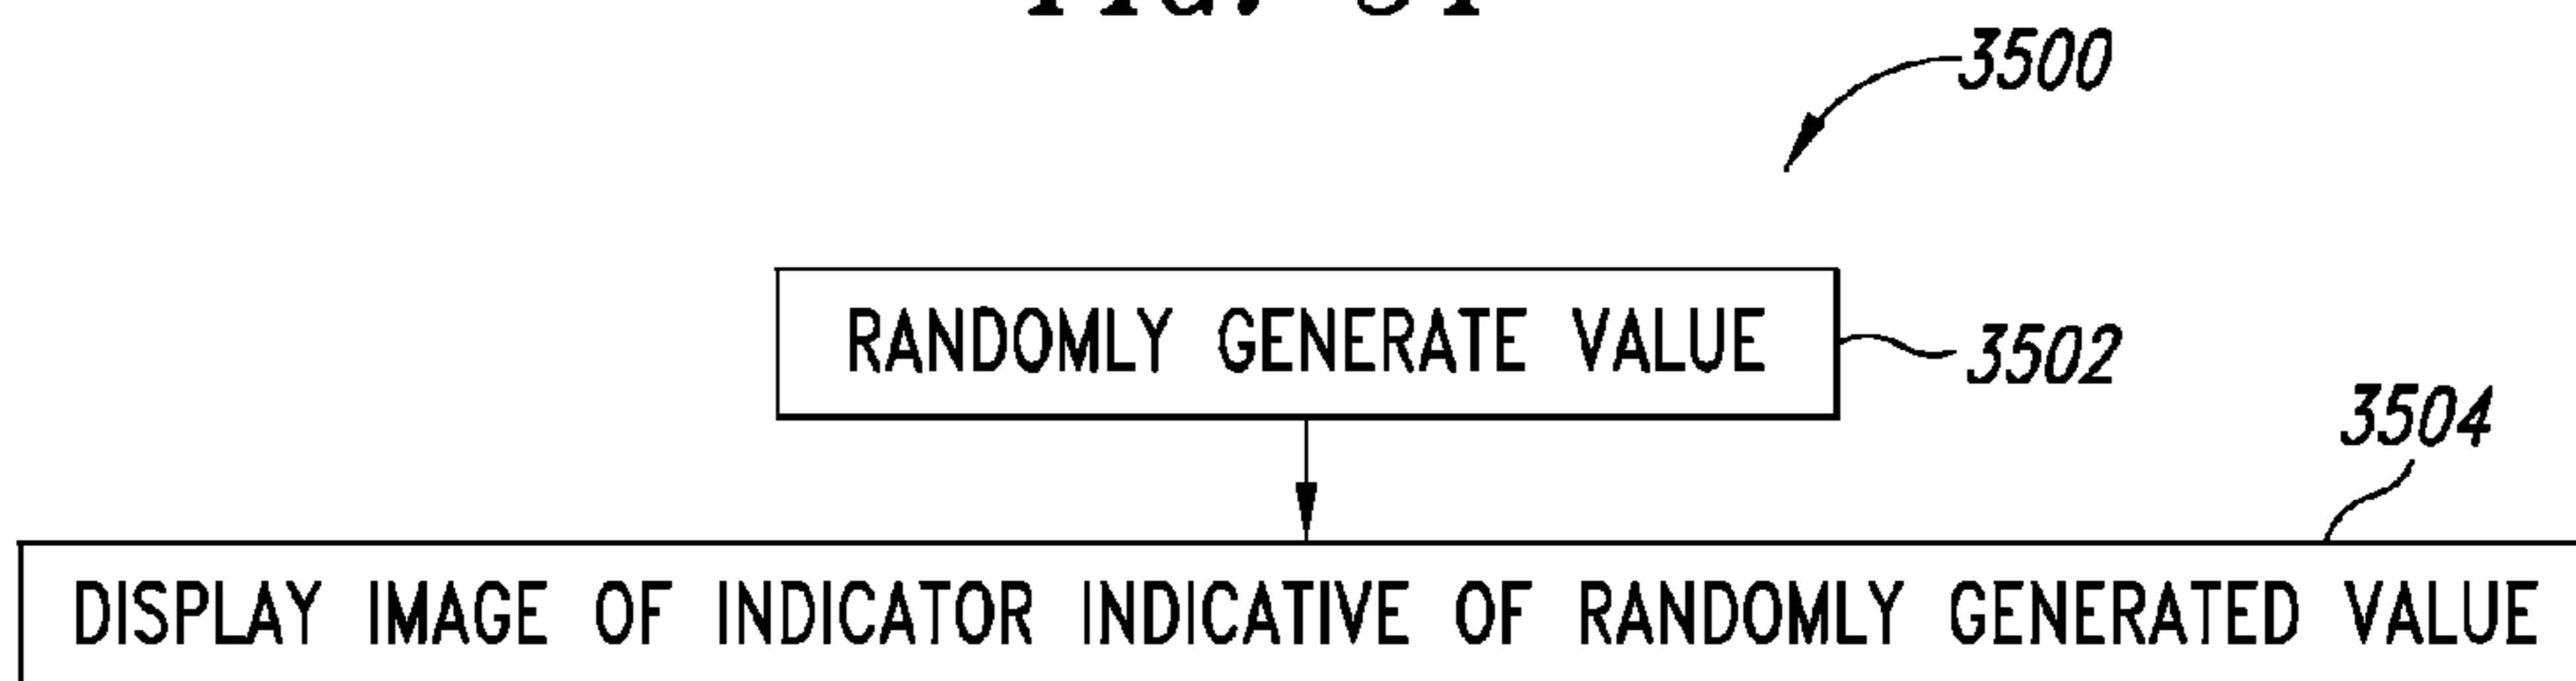 3500
RANDOMLY GENERATE VALUE
3502
3504
DISPLAY IMAGE OF INDICATOR INDICATIVE OF RANDOMLY GENERATED VALUE